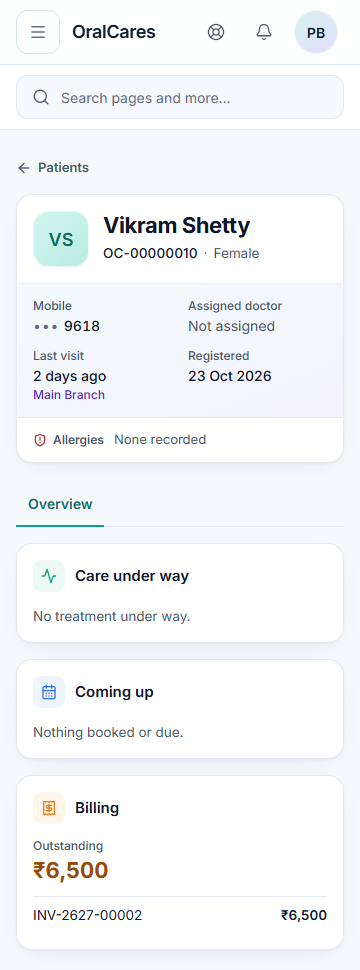 OralCares
PB
Search pages and more...
Patients
VS
Vikram Shetty
OC-00000010 · Female
Mobile
••• 9618
Assigned doctor
Not assigned
Last visit
2 days ago
Main Branch
Registered
23 Oct 2026
Allergies None recorded
Overview
Care under way
No treatment under way.
Coming up
Nothing booked or due.
Billing
Outstanding
₹6,500
INV-2627-00002 ₹6,500